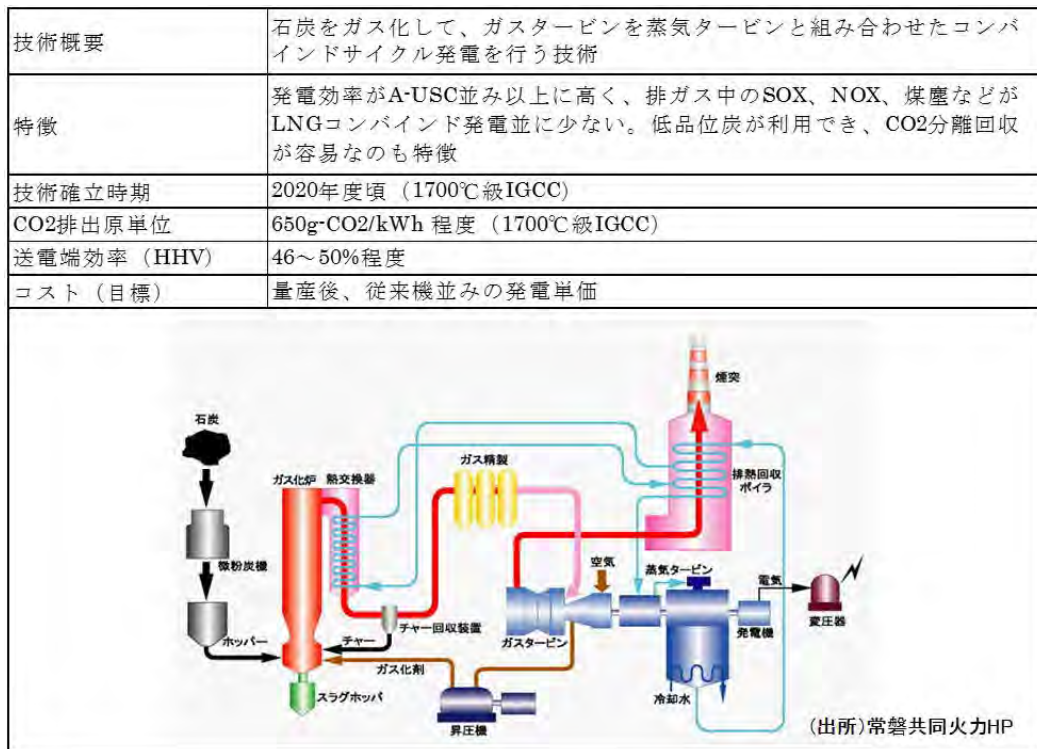 技術概要
石炭をガス化して、ガスタービンを蒸気タービンと組み合わせたコンバ
インドサイクル発電を行う技術
特徴
発電効率がA-USC並み以上に高く、排ガス中のSOX、NOX、煤塵などが
LNGコンバインド発電並に少ない。低品位炭が利用でき、CO2分離回収
が容易なのも特徴
技術確立時期
2020年度頃（1700℃級IGCC）
CO2排出原単位
650g-CO2/kWh 程度（1700℃級IGCC）
送電端効率（HHV）
46～50%程度
コスト（目標）
量産後、従来機並みの発電単価
煙突
石炭
ガス化炉
熱交換器
ガス精製
排熱回収
ボイラ
微粉炭機
空気
蒸気タービン
電気
ホッパー
チャー
チャー回収装置
ガスタービン
発電機
変圧器
ガス化剤
スラグホッパ
昇圧機
冷却水
(出所)常磐共同火力HP